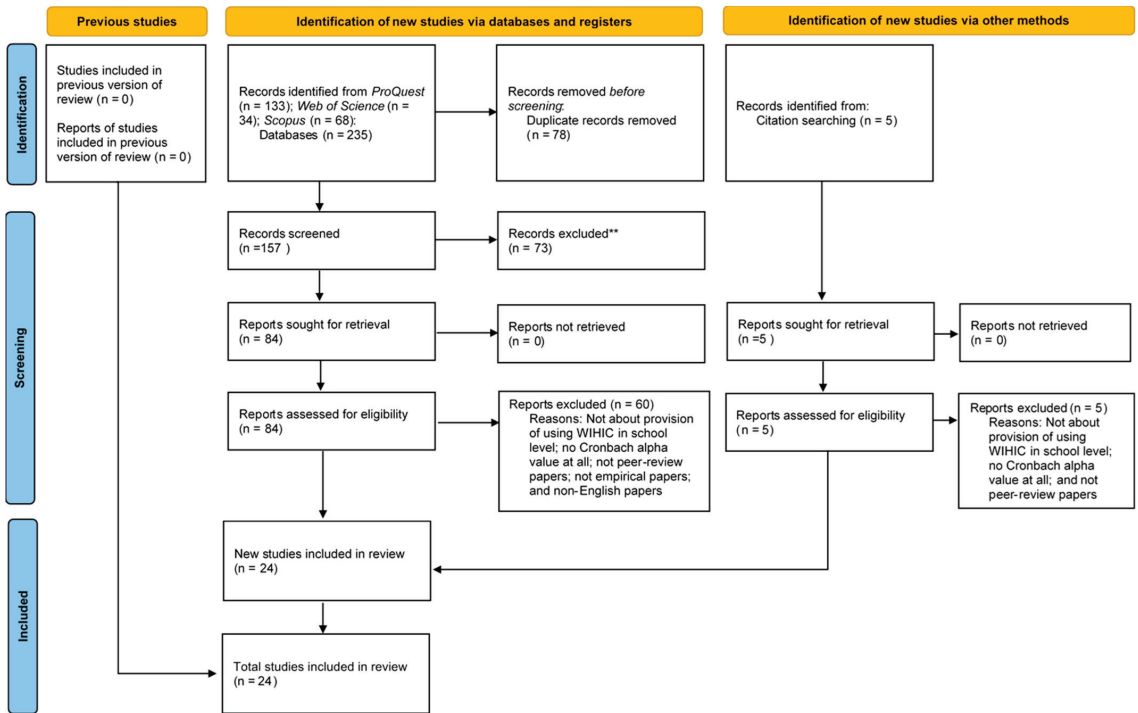 Previous studies
Identification of new studies via databases and registers
Identification of new studies via other methods
Identification
Studies included in
previous version of
review (n = 0)
Reports of studies
included in previous
version of review (n = 0)
Records identified from ProQuest
(n = 133); Web of Science (n =
34); Scopus (n = 68):
Databases (n = 235)
Records removed before
screening:
Duplicate records removed
(n = 78)
Records identified from:
Citation searching (n = 5)
Screening
Records screened
(n =157 )
Records excluded**
(n = 73)
Reports sought for retrieval
(n = 84)
Reports not retrieved
(n = 0)
Reports sought for retrieval
(n =5 )
Reports not retrieved
(n = 0)
Reports assessed for eligibility
(n = 84)
Reports excluded (n = 60)
Reasons: Not about provision
of using WIHIC in school
level; no Cronbach alpha
value at all; not peer-review
papers; not empirical papers;
and non-English papers
Reports assessed for eligibility
(n = 5)
Reports excluded (n = 5)
Reasons: Not about
provision of using
WIHIC in school level;
no Cronbach alpha
value at all; and not
peer-review papers
Included
New studies included in review
(n = 24)
Total studies included in review
(n = 24)